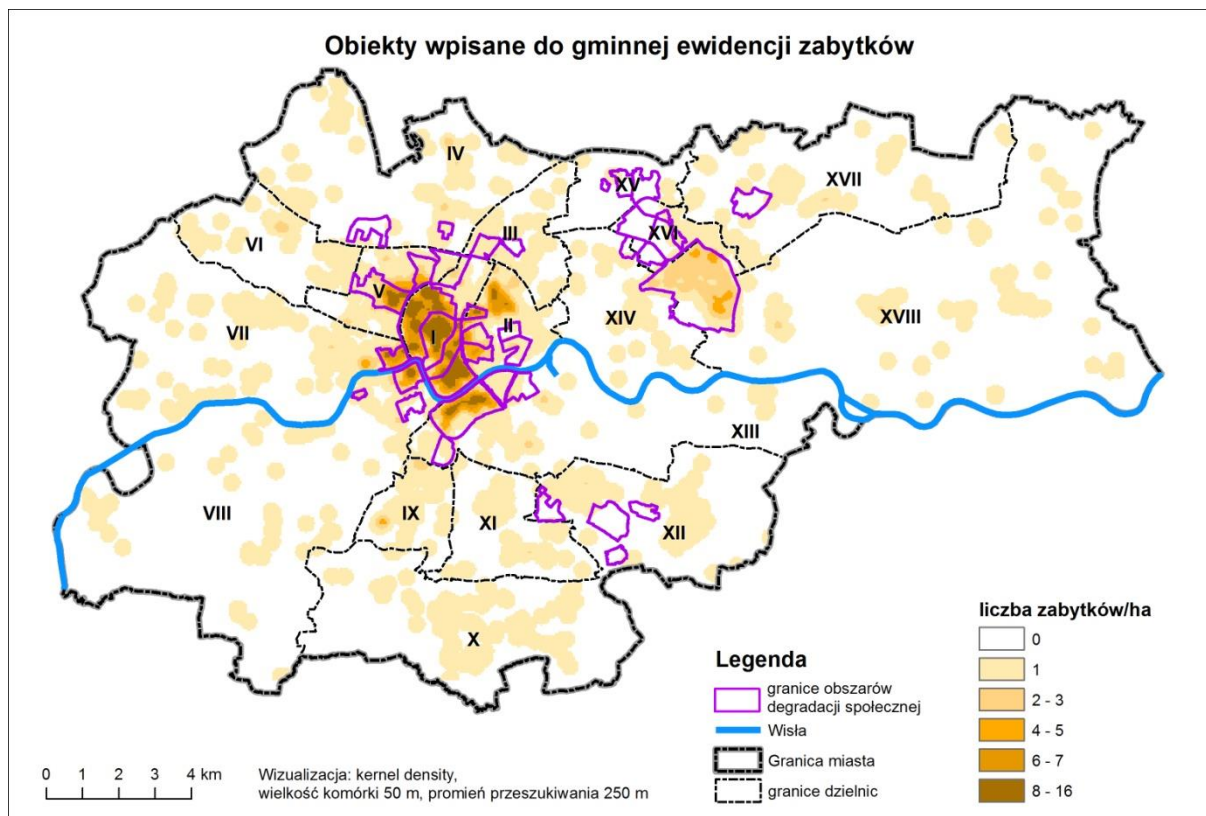 Obiekty wpisane do gminnej ewidencji zabytków
IV
XV
XVII
III
XVI
VI
V
II
XIV
XVIII
VII
I
XIII
VIII
IX
XI
XII
X
liczba zabytków/ha
0
1
2 - 3
4 - 5
6 - 7
8 - 16
Legenda
granice obszarów
degradacji społecznej
Wisła
Granica miasta
granice dzielnic
0 1 2 3 4 km
Wizualizacja: kernel density,
wielkość komórki 50 m, promień przeszukiwania 250 m